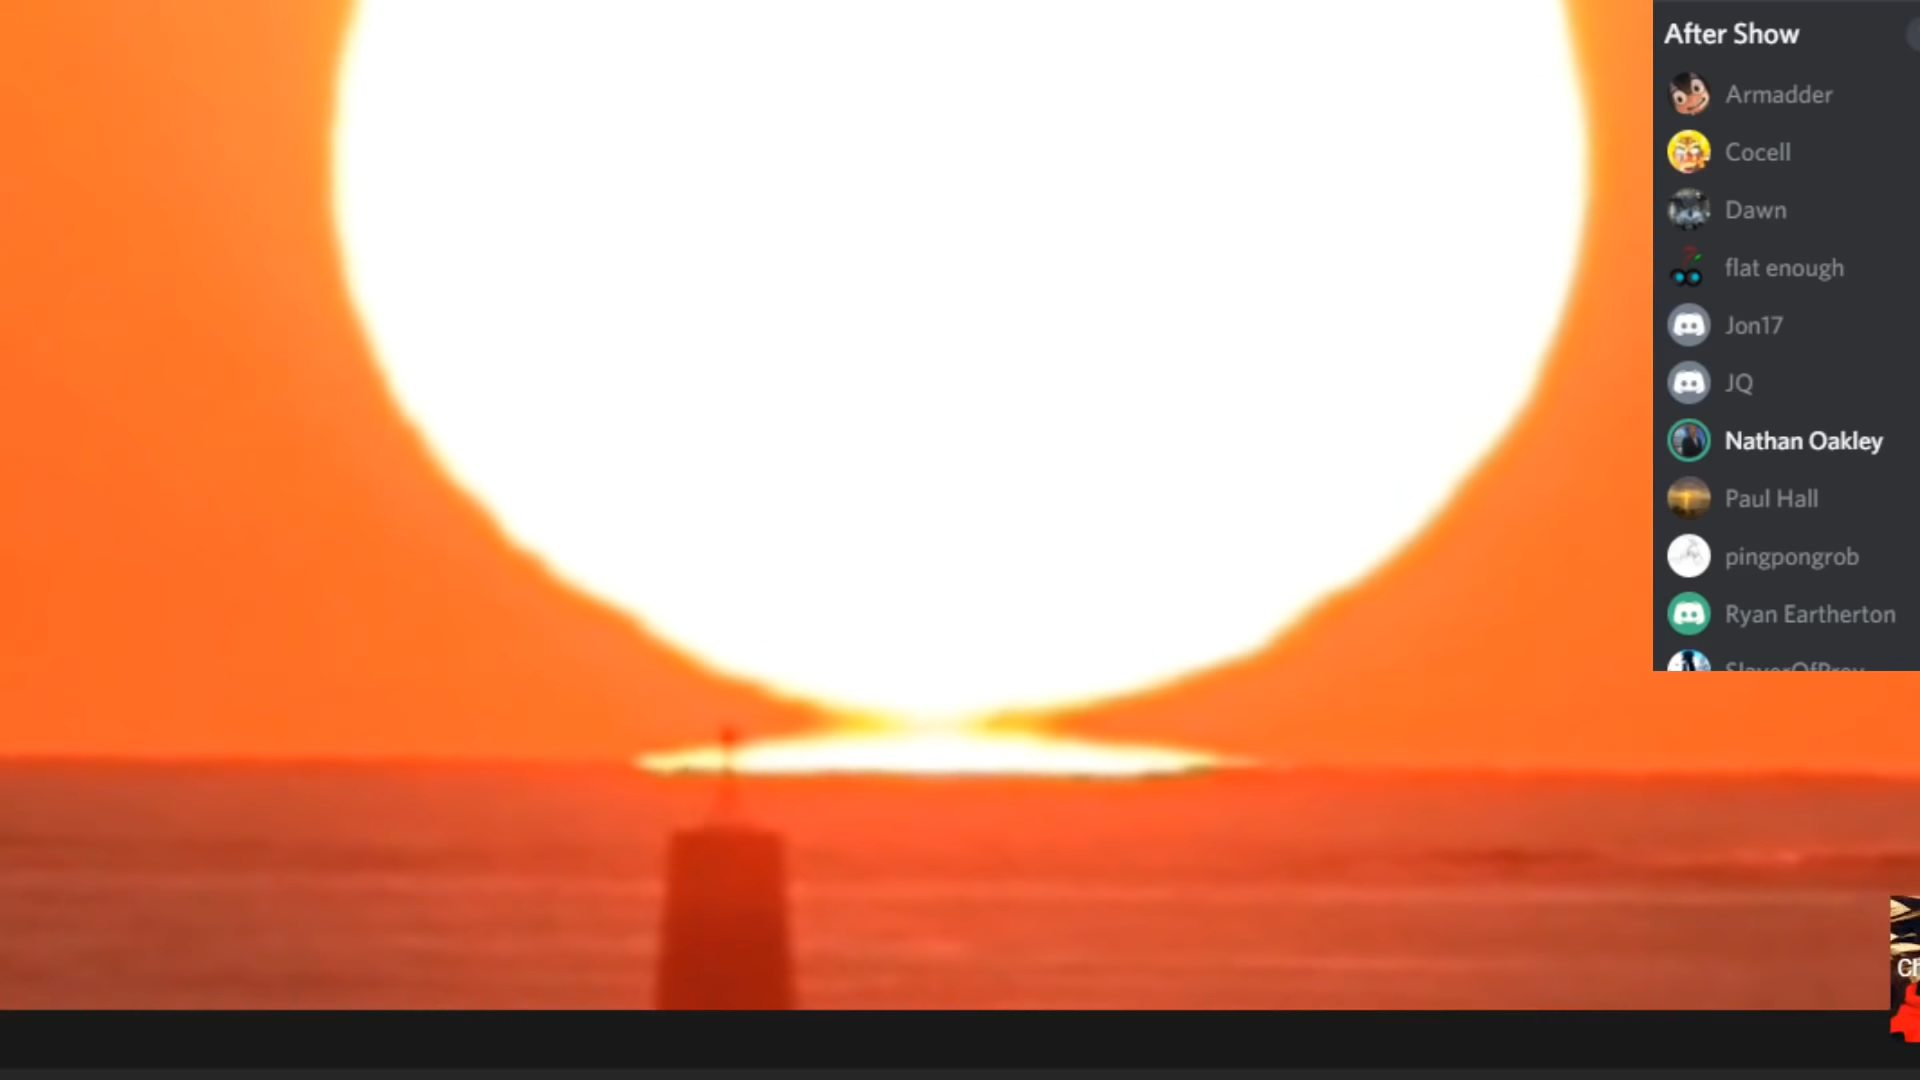 After Show
Armadder
Cocell
Dawn
flat enough
Jon17
JQ
Nathan Oakley
Paul Hall
pingpongrob
Ryan Eartherton